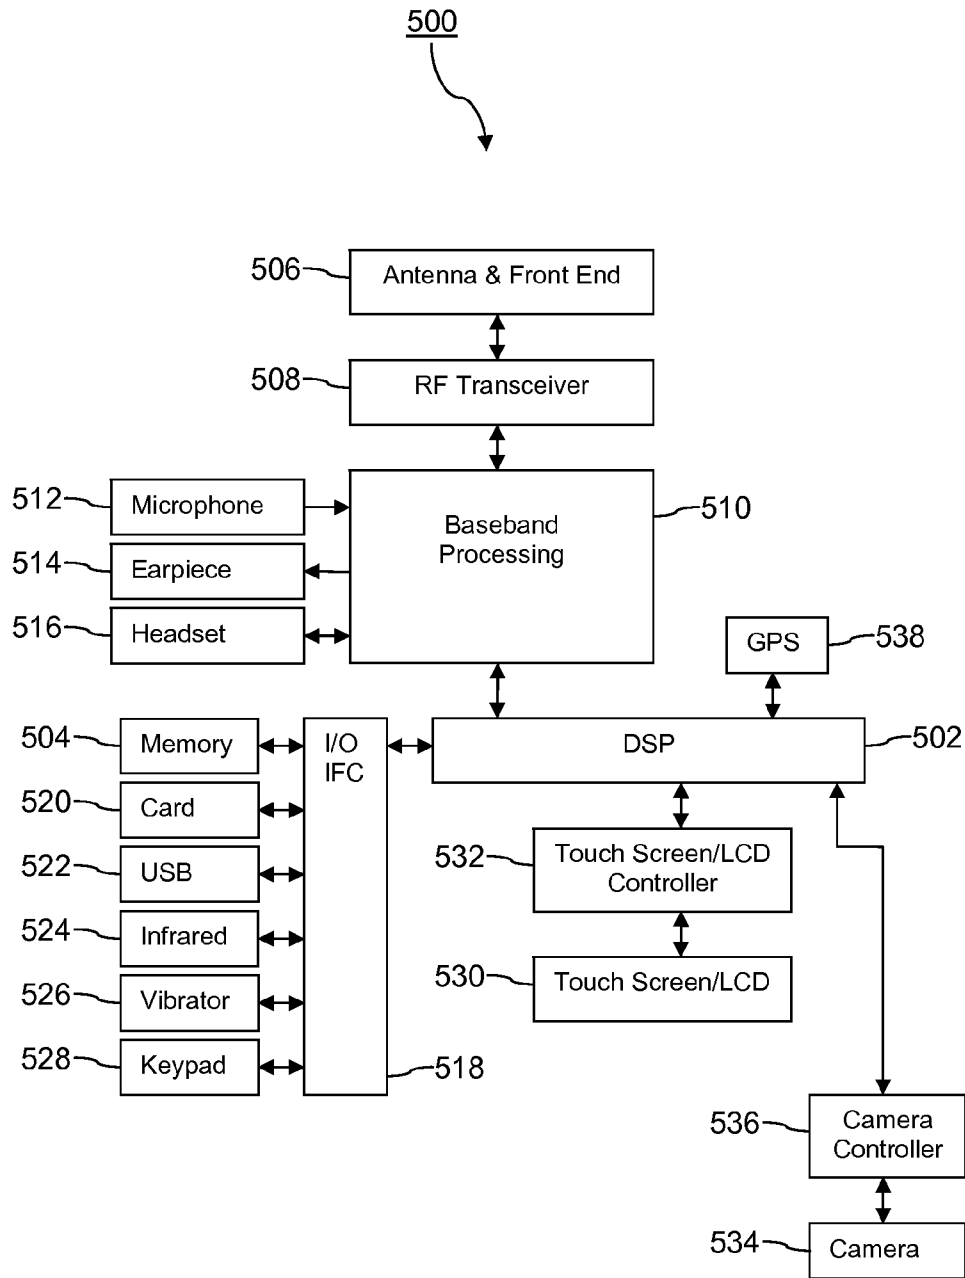 500
506
Antenna & Front End
508
RF Transceiver
512
Microphone
Baseband
Processing
510
514
Earpiece
516
Headset
GPS
538
504
Memory
I/O
IFC
DSP
502
520
Card
522
USB
532
Touch Screen/LCD
Controller
524
Infrared
526
Vibrator
530
Touch Screen/LCD
528
Keypad
518
536
Camera
Controller
534
Camera